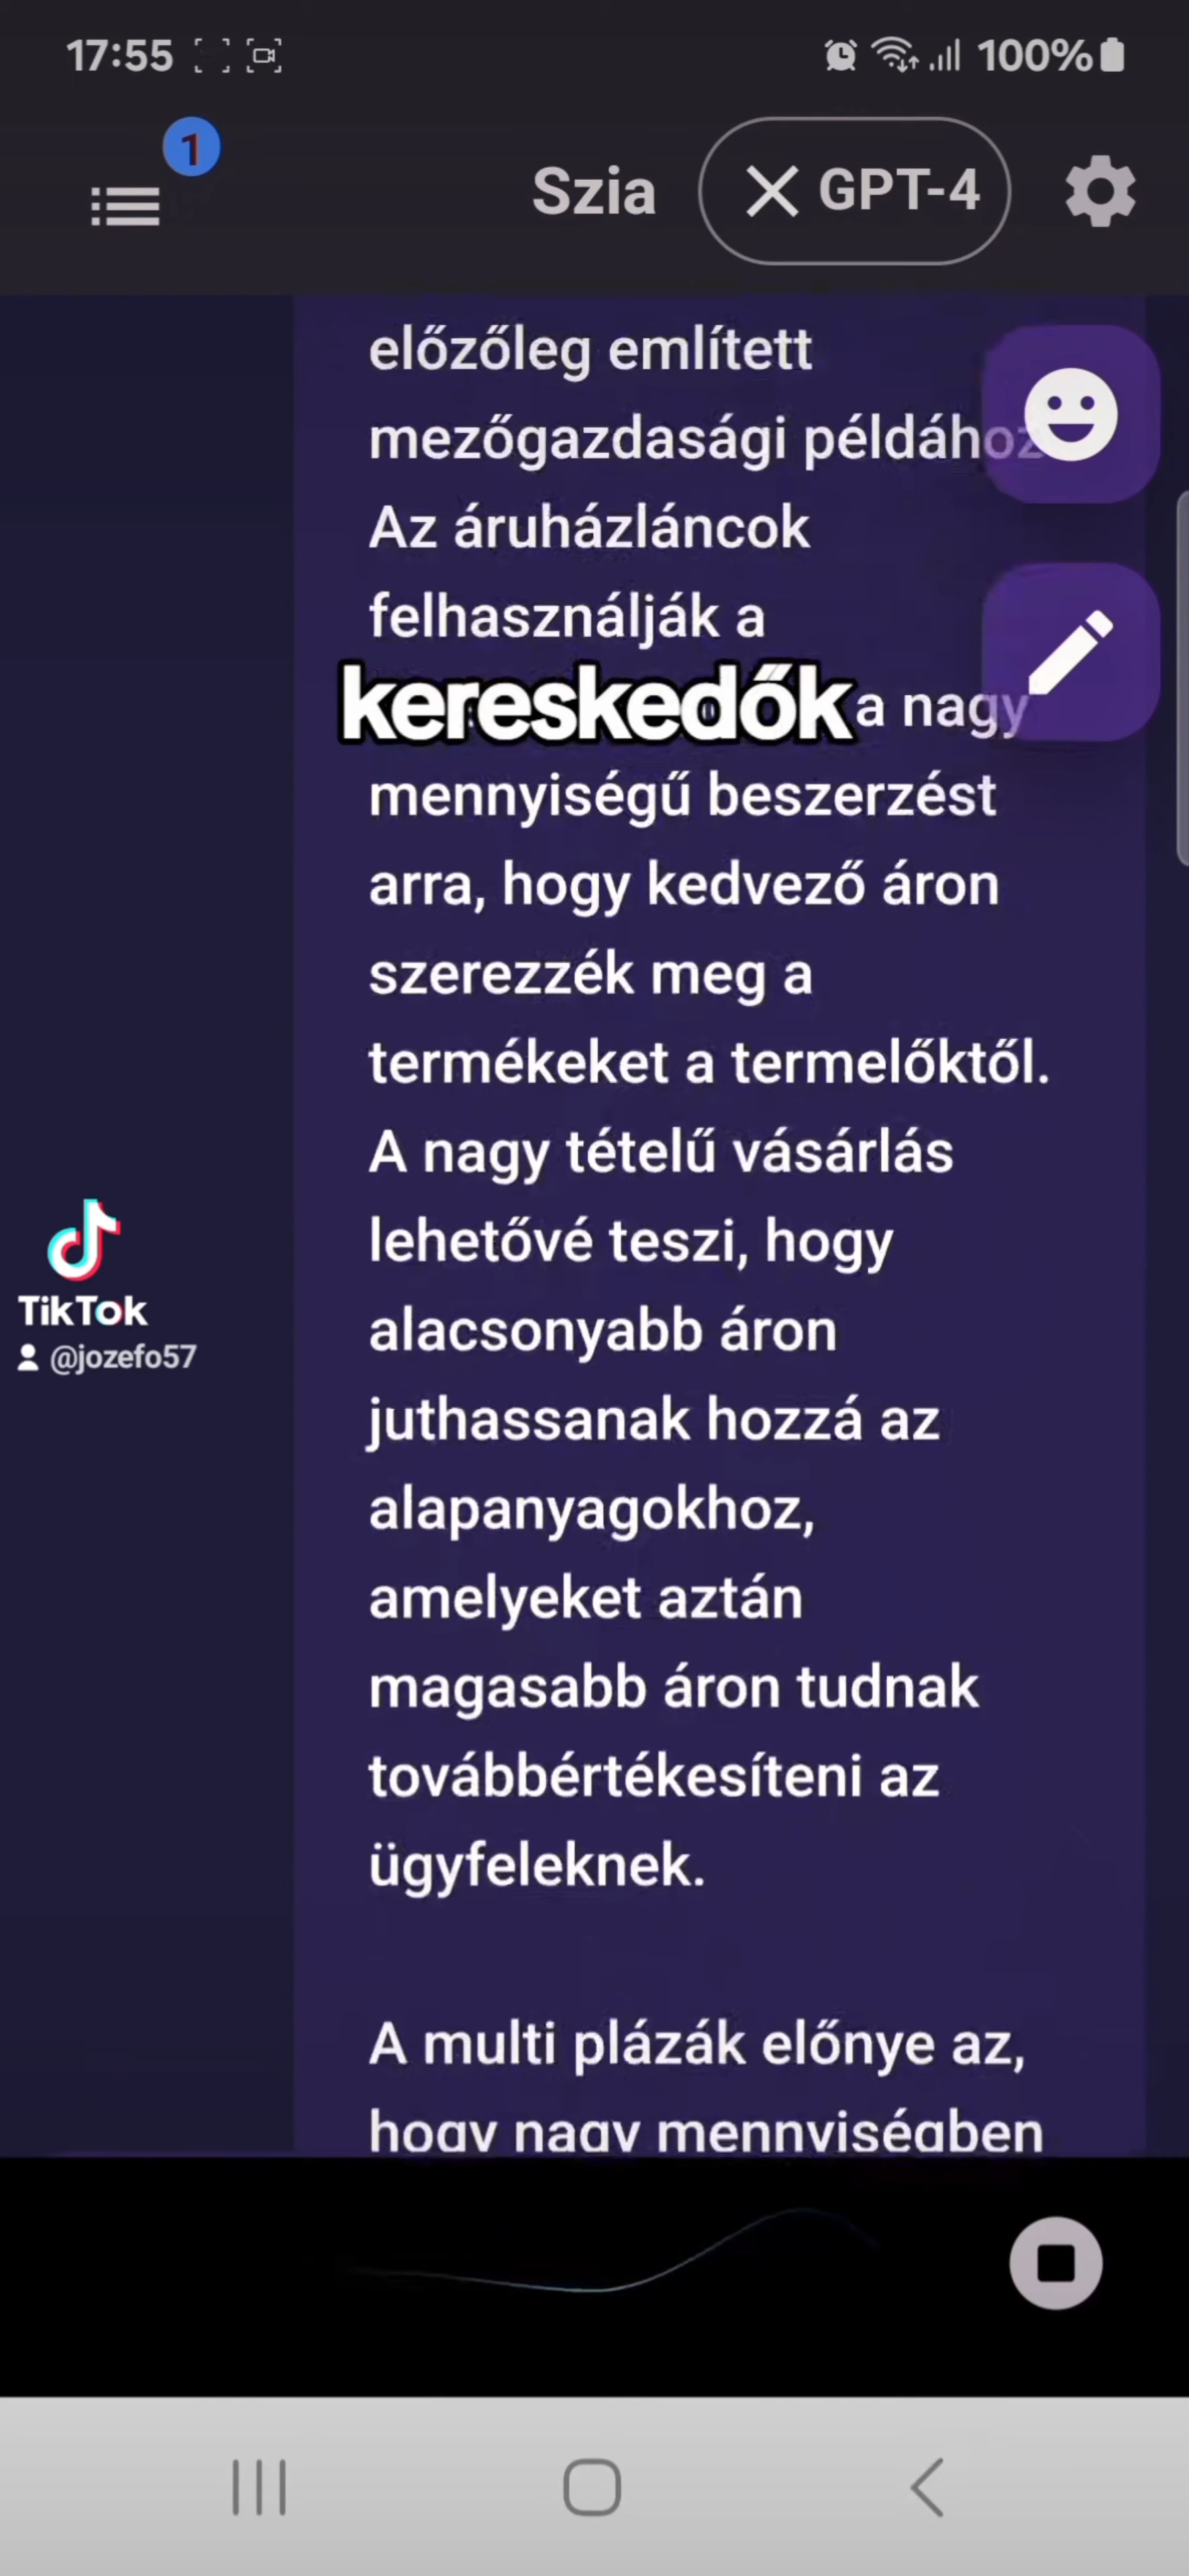 17:55
100%
1
Szia
GPT-4
előzőleg említett
mezőgazdasági példához
Az áruházláncok
felhasználják a
kereskedők a nagy
mennyiségű beszerzést
arra, hogy kedvező áron
szerezzék meg a
termékeket a termelőktől.
A nagy tételű vásárlás
lehetővé teszi, hogy
alacsonyabb áron
juthassanak hozzá az
alapanyagokhoz,
amelyeket aztán
magasabb áron tudnak
továbbértékesíteni az
ügyfeleknek.
A multi plázák előnye az,
hogy nagy mennyiségben
TikTok
@jozefo57